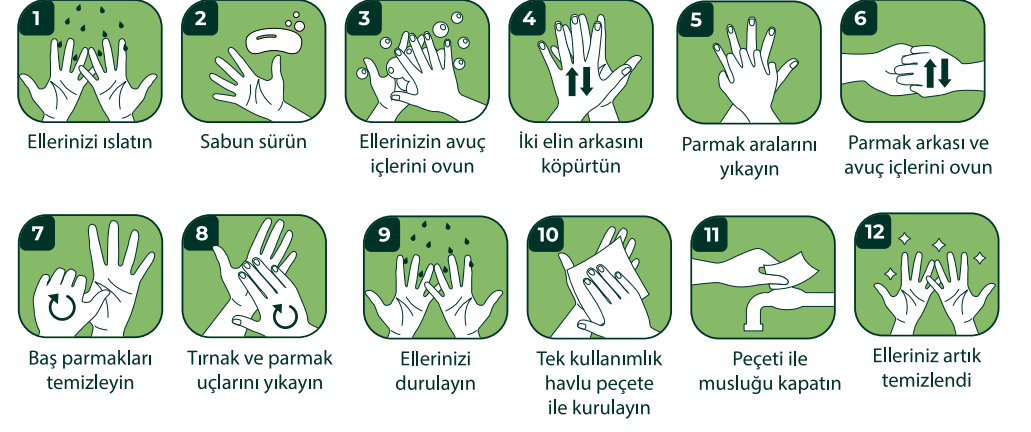 1
Ellerinizi ıslatın
2
Sabun sürün
3
Ellerinizin avuç
içlerini ovun
4
İki elin arkasını
köpürtün
5
Parmak aralarını
yıkayın
6
Parmak arkası ve
avuç içlerini ovun
7
Baş parmakları
temizleyin
8
Tırnak ve parmak
uçlarını yıkayın
9
Ellerinizi
durulayın
10
Tek kullanımlık
havlu peçete
ile kurulayın
11
Peçeti ile
musluğu kapatın
12
Elleriniz artık
temizlendi